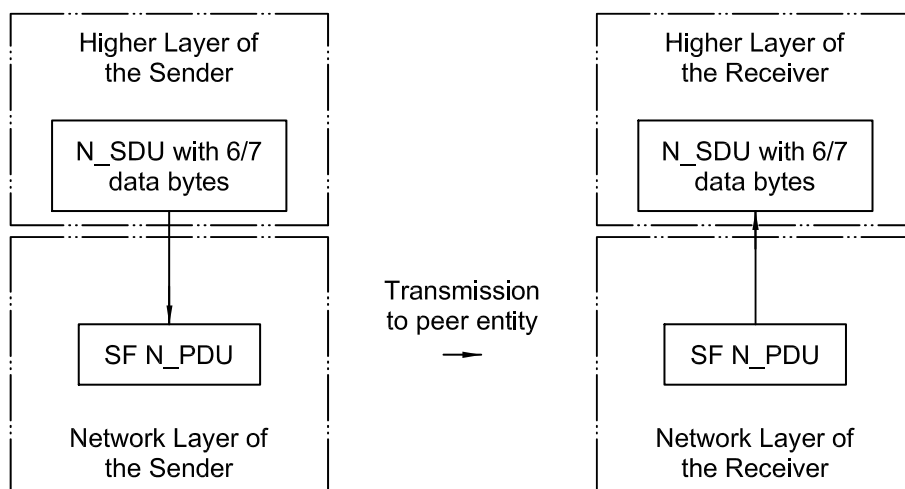 Higher Layer of
the Sender
Higher Layer of
the Receiver
N_SDU with 6/7
data bytes
N_SDU with 6/7
data bytes
Transmission
to peer entity
SF N_PDU
SF N_PDU
Network Layer of
the Sender
Network Layer of
the Receiver